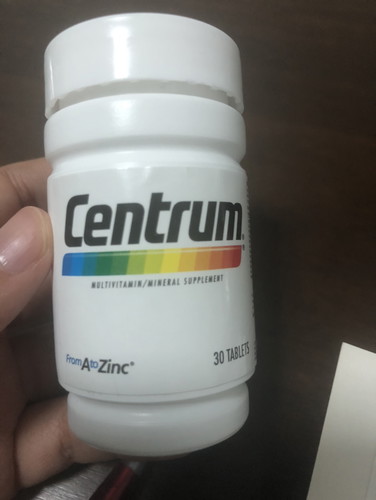 Centrum®
MULTIVITAMIN/MINERAL SUPPLEMENT
From A to Zinc®
30 TABLETS